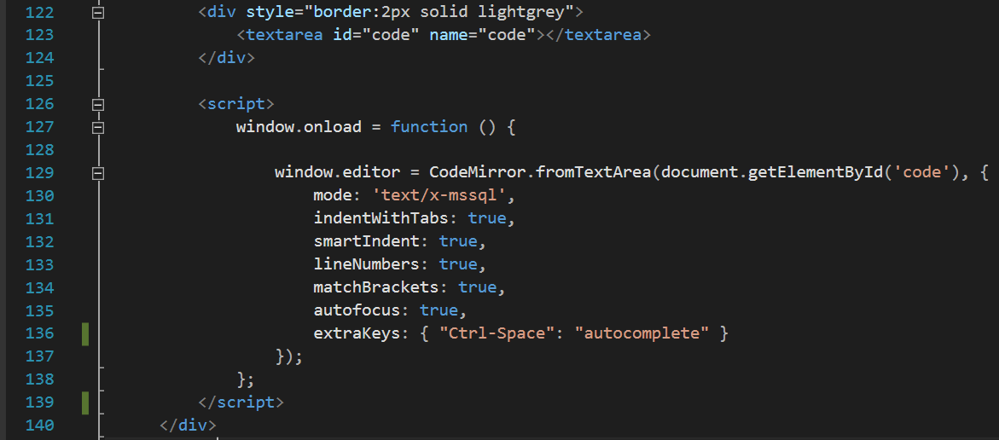 122 <div style="border:2px solid lightgrey">
123 <textarea id="code" name="code"></textarea>
124 </div>
125
126 <script>
127 window.onload = function () {
128
129 window.editor = CodeMirror.fromTextArea(document.getElementById('code'), {
130 mode: 'text/x-mssql',
131 indentWithTabs: true,
132 smartIndent: true,
133 lineNumbers: true,
134 matchBrackets: true,
135 autofocus: true,
136 extraKeys: { "Ctrl-Space": "autocomplete" }
137 });
138 };
139 </script>
140 </div>